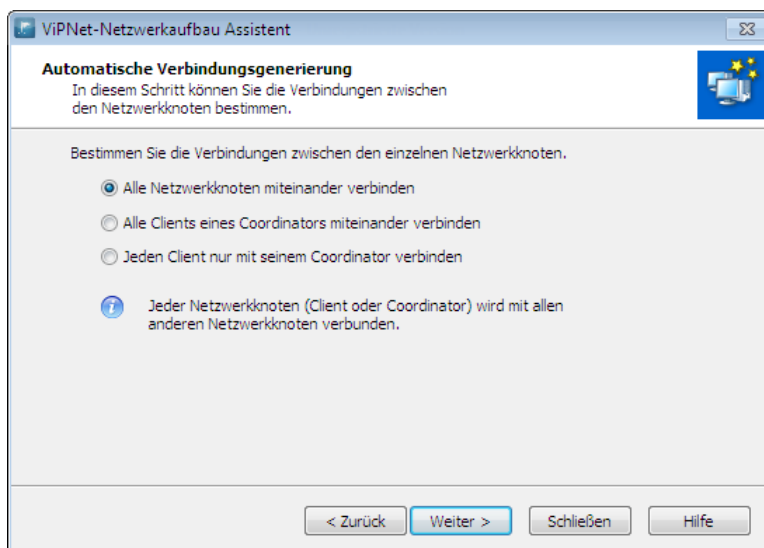 ViPNet-Netzwerkaufbau Assistent
Automatische Verbindungsgenerierung
In diesem Schritt können Sie die Verbindungen zwischen
den Netzwerkknoten bestimmen.
Bestimmen Sie die Verbindungen zwischen den einzelnen Netzwerkknoten.
Alle Netzwerkknoten miteinander verbinden
Alle Clients eines Coordinators miteinander verbinden
Jeden Client nur mit seinem Coordinator verbinden
Jeder Netzwerkknoten (Client oder Coordinator) wird mit allen
anderen Netzwerkknoten verbunden.
< Zurück Weiter > Schließen Hilfe